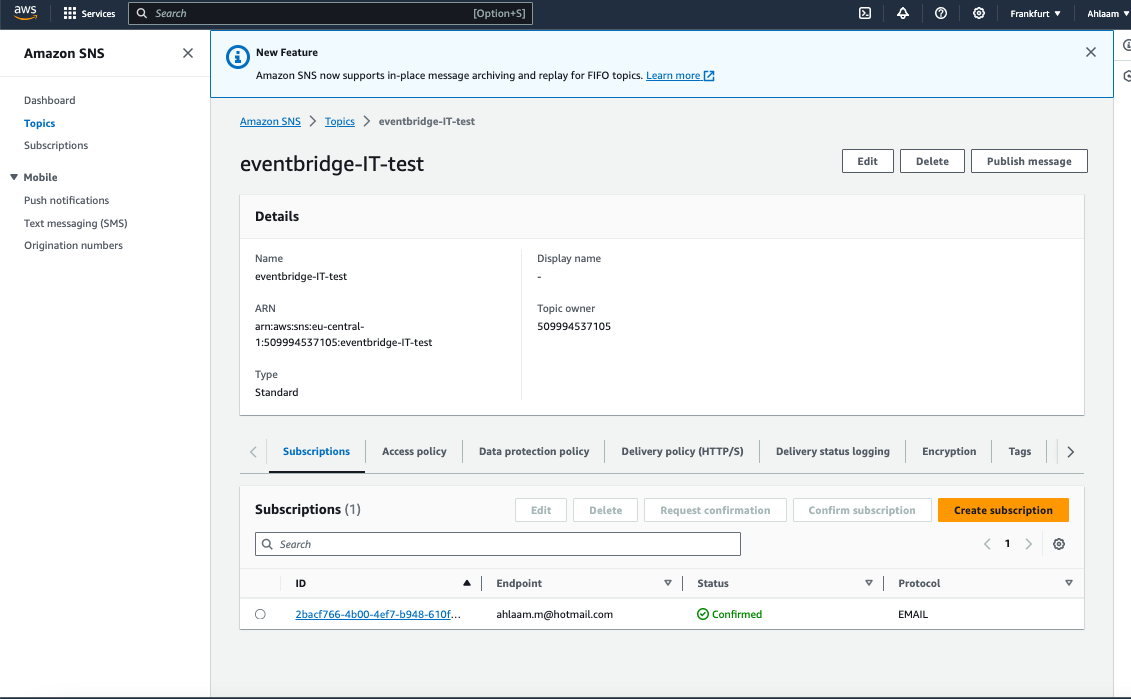 aws
Services
Search [Option+S]
Frankfurt
Ahlaam
Amazon SNS
Dashboard
Topics
Subscriptions
Mobile
Push notifications
Text messaging (SMS)
Origination numbers
New Feature
Amazon SNS now supports in-place message archiving and replay for FIFO topics. Learn more
Amazon SNS > Topics > eventbridge-IT-test
eventbridge-IT-test
Edit Delete Publish message
Details
Name
eventbridge-IT-test
ARN
arn:aws:sns:eu-central-
1:509994537105:eventbridge-IT-test
Type
Standard
Display name
-
Topic owner
509994537105
Subscriptions Access policy Data protection policy Delivery policy (HTTP/S) Delivery status logging Encryption Tags
Subscriptions (1)
Edit Delete Request confirmation Confirm subscription Create subscription
Search
1
ID Endpoint Status Protocol
2bacf766-4b00-4ef7-b948-610f... ahlaam.m@hotmail.com Confirmed EMAIL